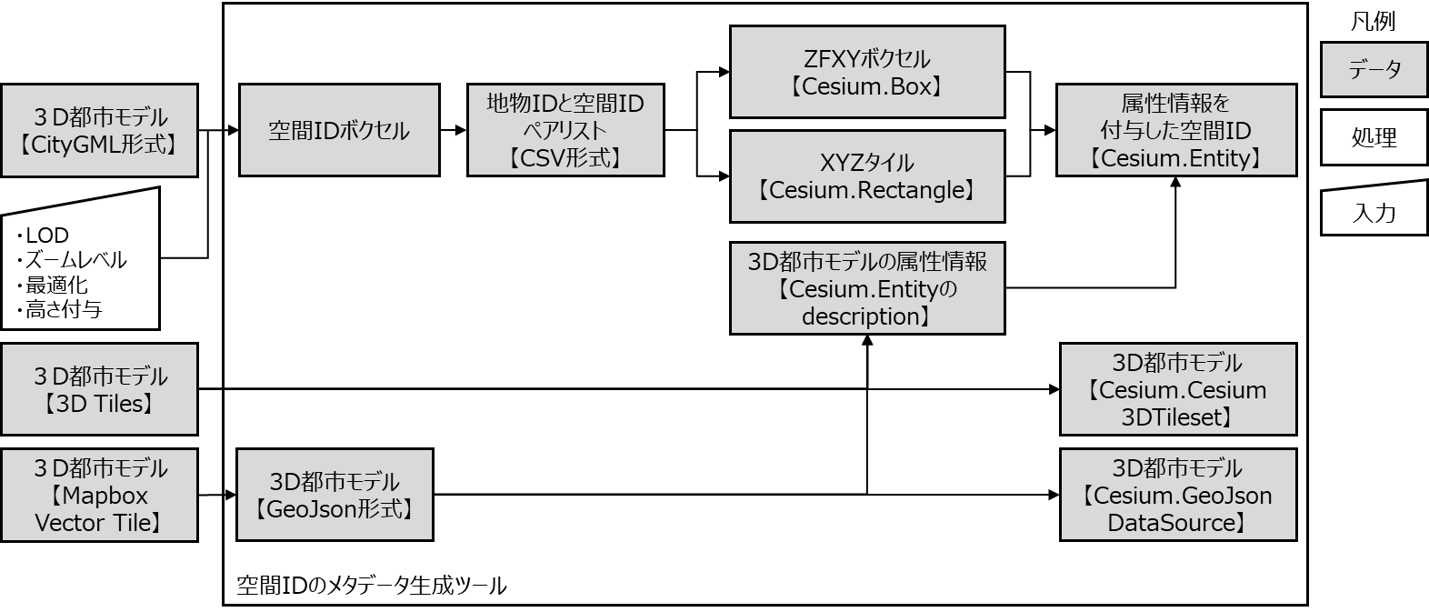 ３Ｄ都市モデル
【CityGML形式】
・LOD
・ズームレベル
・最適化
・高さ付与
３Ｄ都市モデル
【3D Tiles】
３Ｄ都市モデル
【Mapbox
Vector Tile】
空間IDボクセル
地物IDと空間ID
ペアリスト
【CSV形式】
ZFXYボクセル
【Cesium.Box】
XYZタイル
【Cesium.Rectangle】
属性情報を
付与した空間ID
【Cesium.Entity】
3D都市モデルの属性情報
【Cesium.Entityの
description】
3D都市モデル
【Cesium.Cesium
3DTileset】
3D都市モデル
【GeoJson形式】
3D都市モデル
【Cesium.GeoJson
DataSource】
空間IDのメタデータ生成ツール
凡例
データ
処理
入力